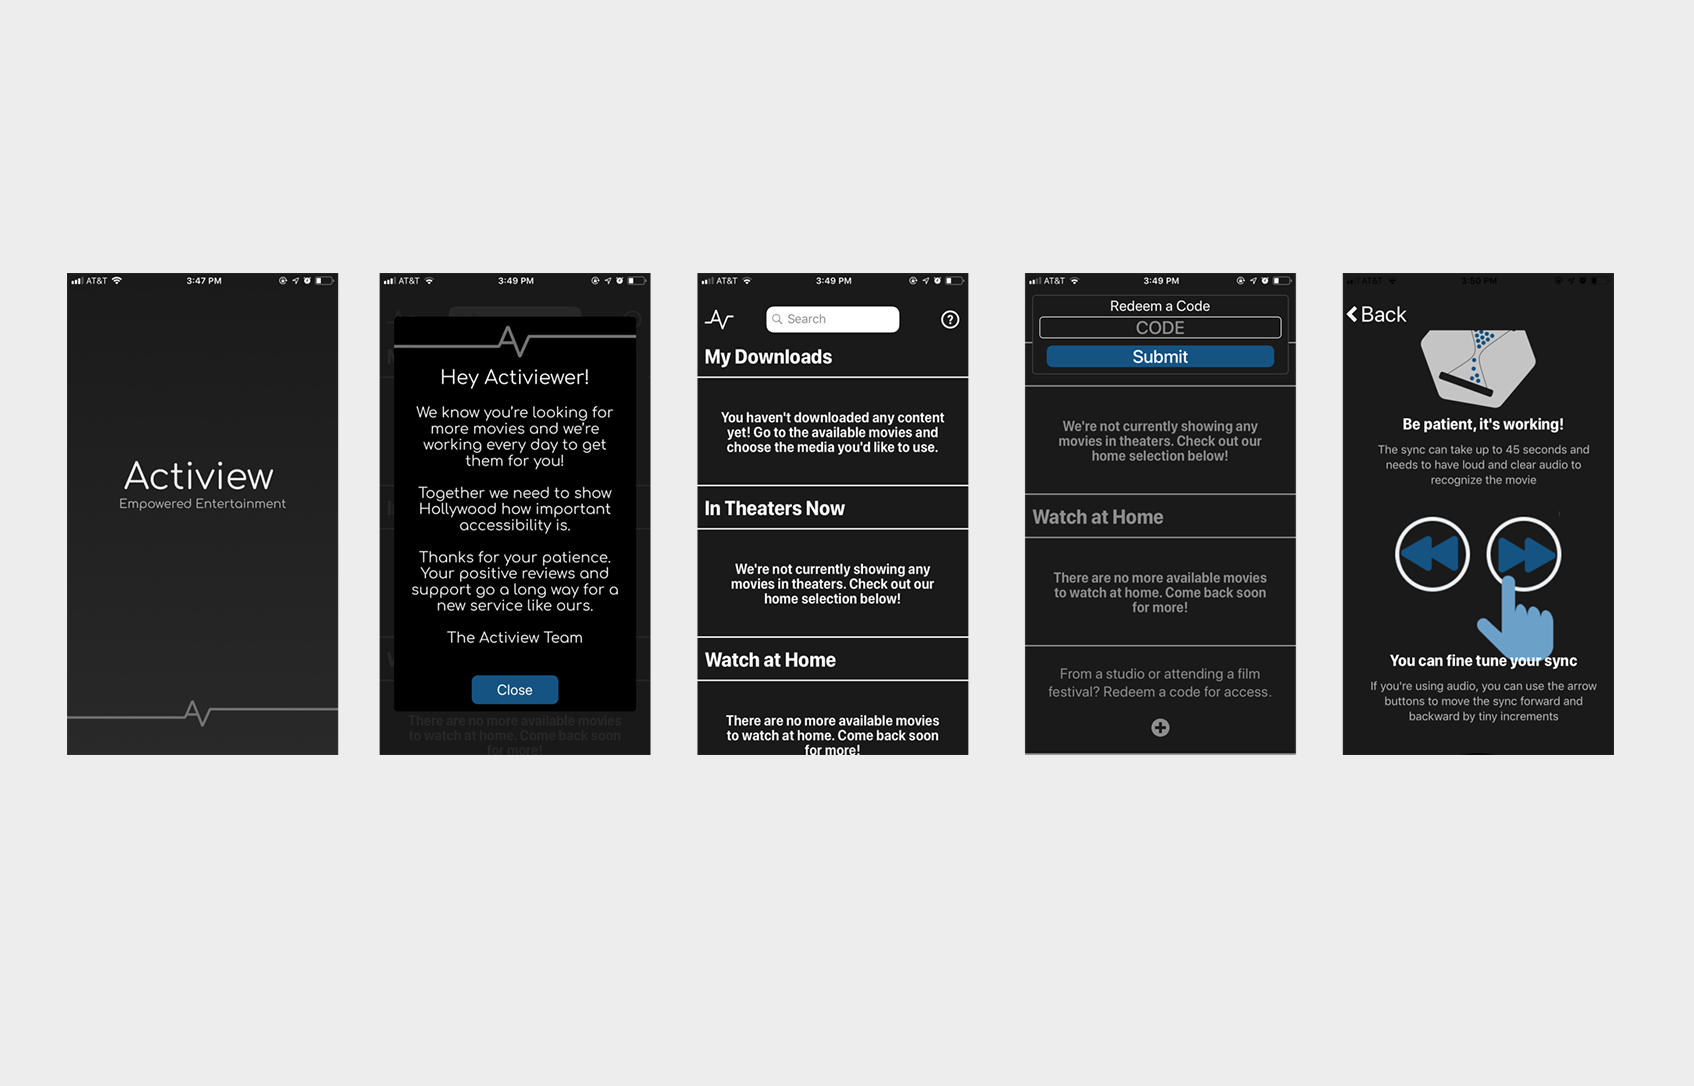 AT&T 3:47 PM
Actiview
Empowered Entertainment
AT&T 3:49 PM
Hey Activiewer!
We know you're looking for
more movies and we're
working every day to get
them for you!
Together we need to show
Hollywood how important
accessibility is.
Thanks for your patience.
Your positive reviews and
support go a long way for a
new service like ours.
The Actiview Team
Close
There are no more available movies
to watch at home. Come back soon
for more!
AT&T 3:49 PM
Search
?
My Downloads
You haven't downloaded any content
yet! Go to the available movies and
choose the media you'd like to use.
In Theaters Now
We're not currently showing any
movies in theaters. Check out our
home selection below!
Watch at Home
There are no more available movies
to watch at home. Come back soon
for more!
AT&T 3:49 PM
Redeem a Code
CODE
Submit
We're not currently showing any
movies in theaters. Check out our
home selection below!
Watch at Home
There are no more available movies
to watch at home. Come back soon
for more!
From a studio or attending a film
festival? Redeem a code for access.
AT&T 3:50 PM
Back
Be patient, it's working!
The sync can take up to 45 seconds and
needs to have loud and clear audio to
recognize the movie
You can fine tune your sync
If you're using audio, you can use the arrow
buttons to move the sync forward and
backward by tiny increments